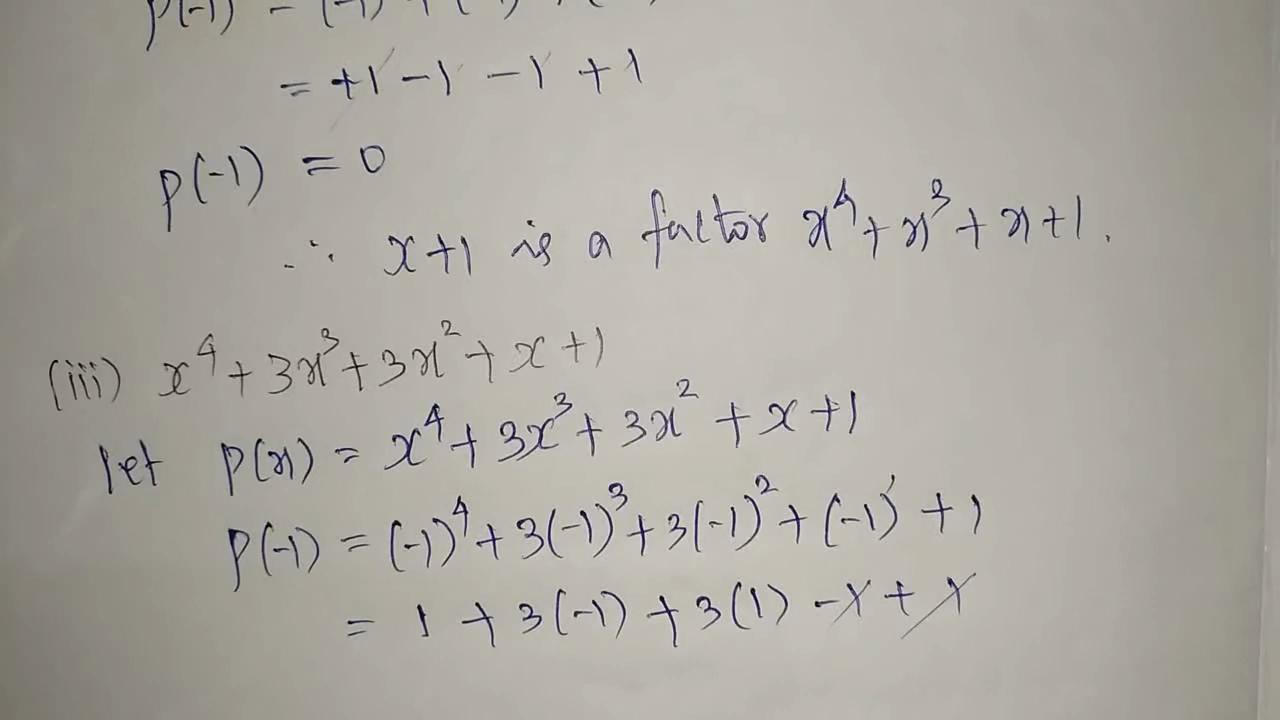 p(-1) = (-1)
= +1 - 1 - 1 + 1
p(-1) = 0
∴ x+1 is a factor x⁴ + x³ + x + 1.
(iii) x⁴ + 3x³ + 3x² + x + 1
let p(x) = x⁴ + 3x³ + 3x² + x + 1
p(-1) = (-1)⁴ + 3(-1)³ + 3(-1)² + (-1)' + 1
= 1 + 3(-1) + 3(1) - 1 + 1